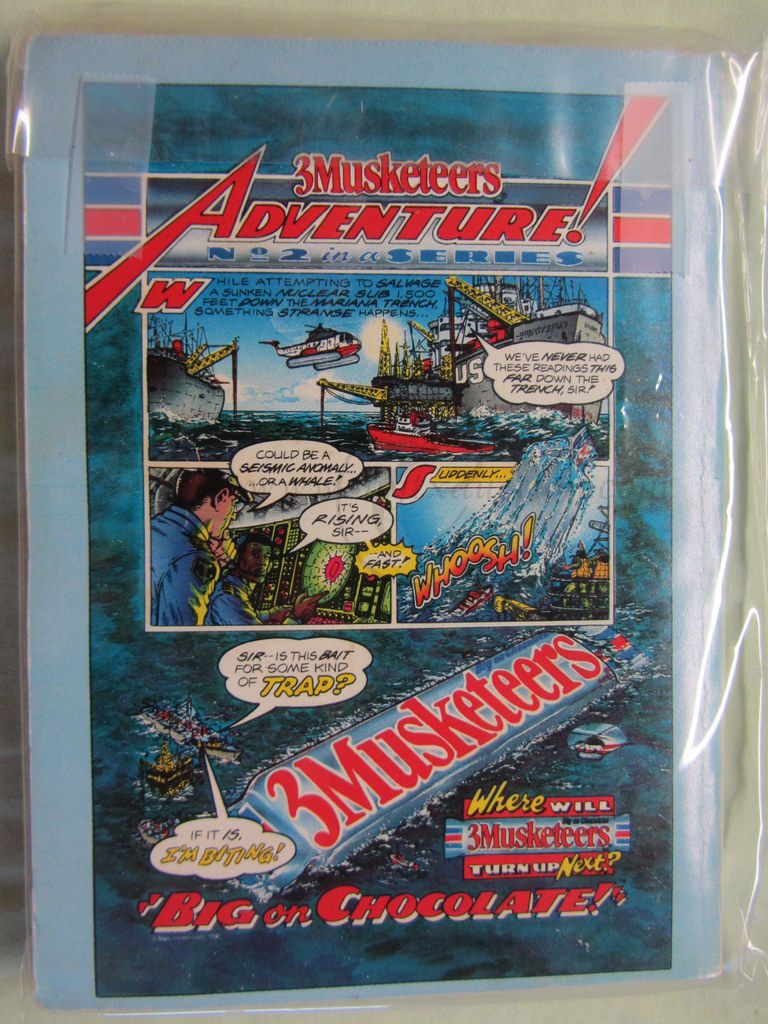 3Musketeers
ADVENTURE!
No 2 in a SERIES
WHILE ATTEMPTING TO SALVAGE
A SUNKEN NUCLEAR SUB 1,500
FEET DOWN THE MARIANA TRENCH,
SOMETHING STRANGE HAPPENS...
WE'VE NEVER HAD
THESE READINGS THIS
FAR DOWN THE
TRENCH, SIR!
US
COULD BE A
SEISMIC ANOMALY...
...OR A WHALE!
IT'S
RISING,
SIR--
--AND
FAST!
SUDDENLY...
WHOOSH!
SIR--IS THIS BAIT
FOR SOME KIND
OF TRAP?
3Musketeers
IF IT IS,
I'M BITING!
Where WILL
3Musketeers
TURN UP Next?
"BIG on CHOCOLATE!"